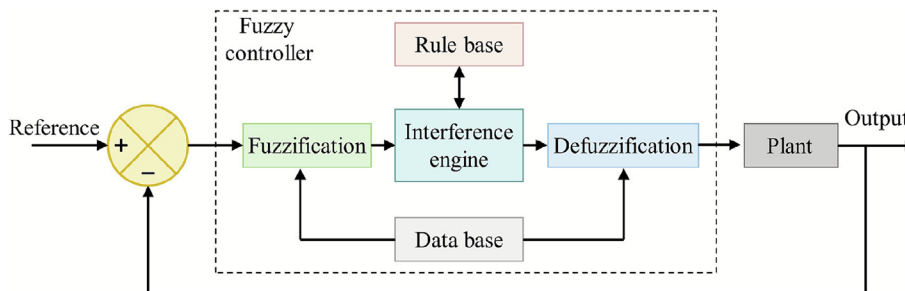 Fuzzy
controller
Rule base
Reference
+
−
Fuzzification
Interference
engine
Defuzzification
Plant
Output
Data base